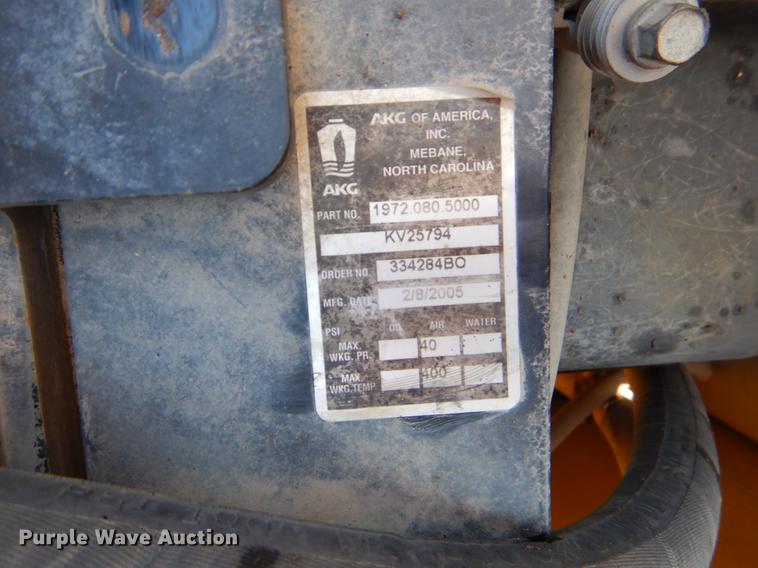 AKG OF AMERICA,
INC.
MEBANE,
NORTH CAROLINA
AKG
PART NO. 1972.080.5000
KV25794
ORDER NO. 334284BO
MFG. DATE 2/8/2005
PSI OIL AIR WATER
MAX.
WKG. PR. 40
MAX.
WKG.TEMP 400
Purple Wave Auction®